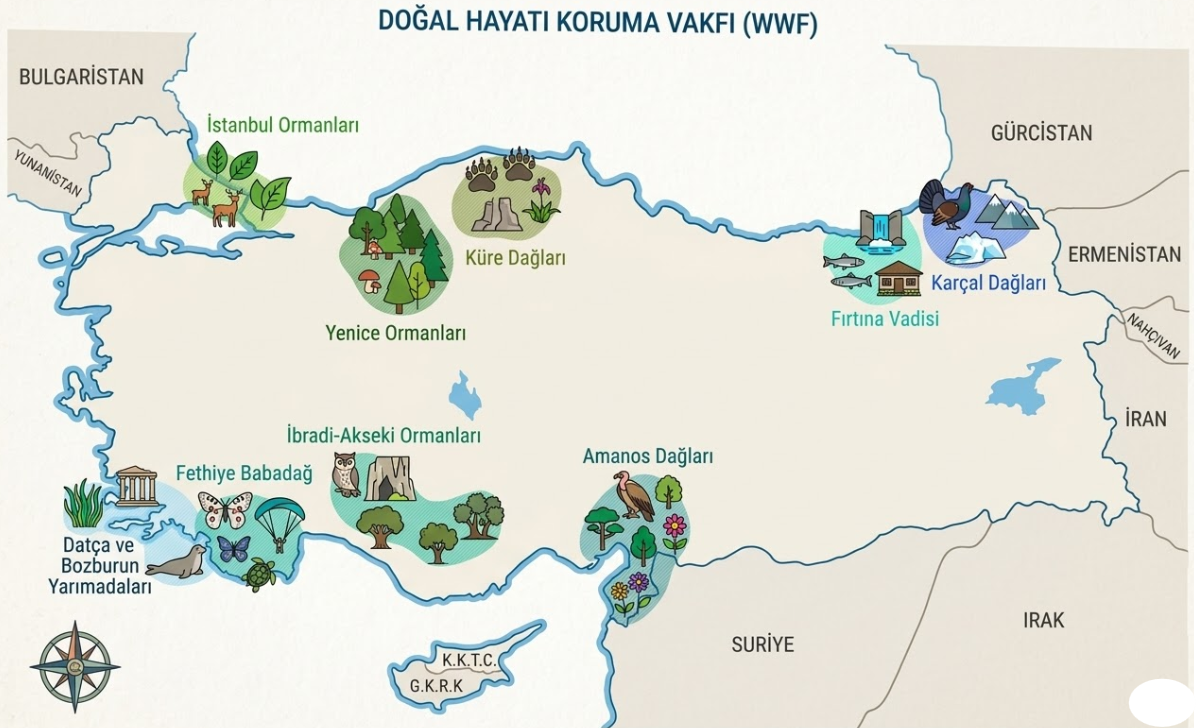 DOĞAL HAYATI KORUMA VAKFI (WWF)
BULGARİSTAN
YUNANİSTAN
İstanbul Ormanları
GÜRCİSTAN
ERMENİSTAN
Küre Dağları
Karçal Dağları
Fırtına Vadisi
NAHÇIVAN
Yenice Ormanları
İRAN
İbradi-Akseki Ormanları
Fethiye Babadağ
Amanos Dağları
Datça ve
Bozburun
Yarımadaları
SURİYE
IRAK
K.K.T.C.
G.K.R.K